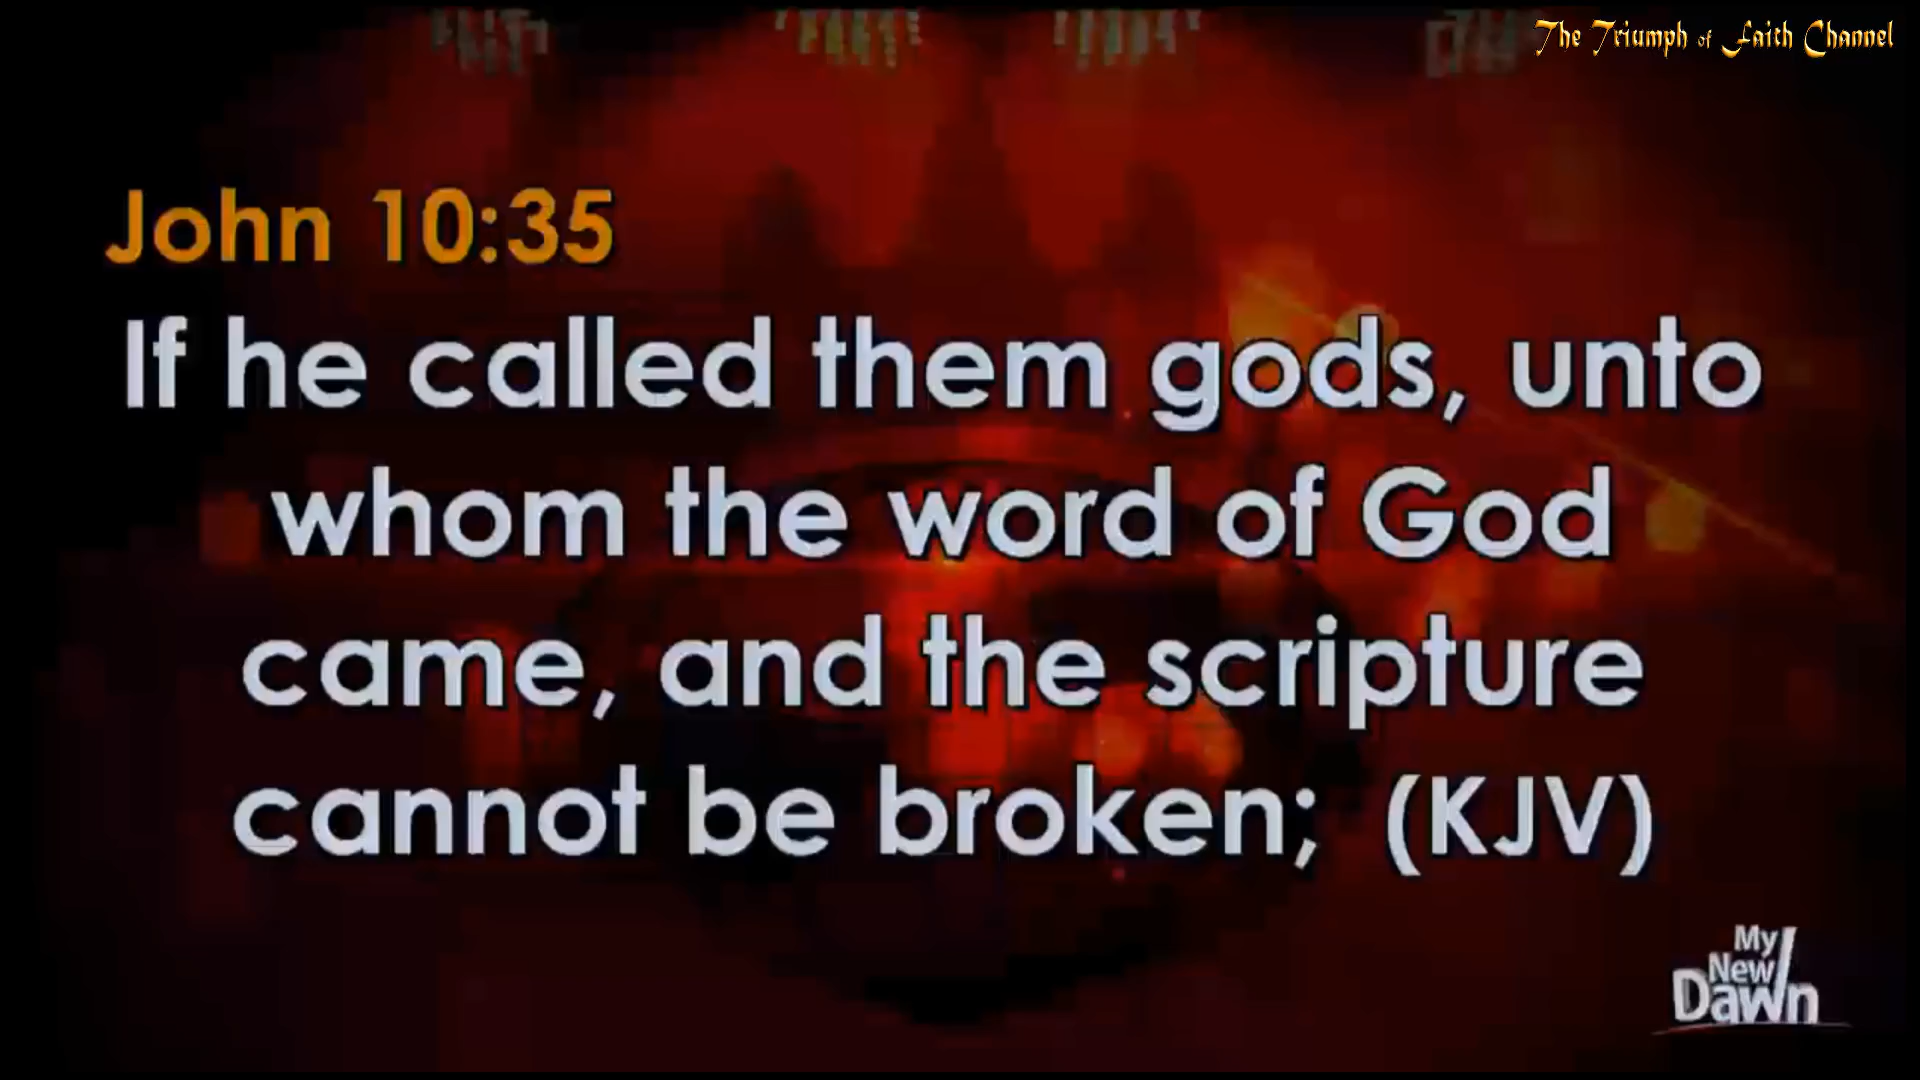 The Triumph of Faith Channel
John 10:35
If he called them gods, unto
whom the word of God
came, and the scripture
cannot be broken; (KJV)
My
New
Dawn